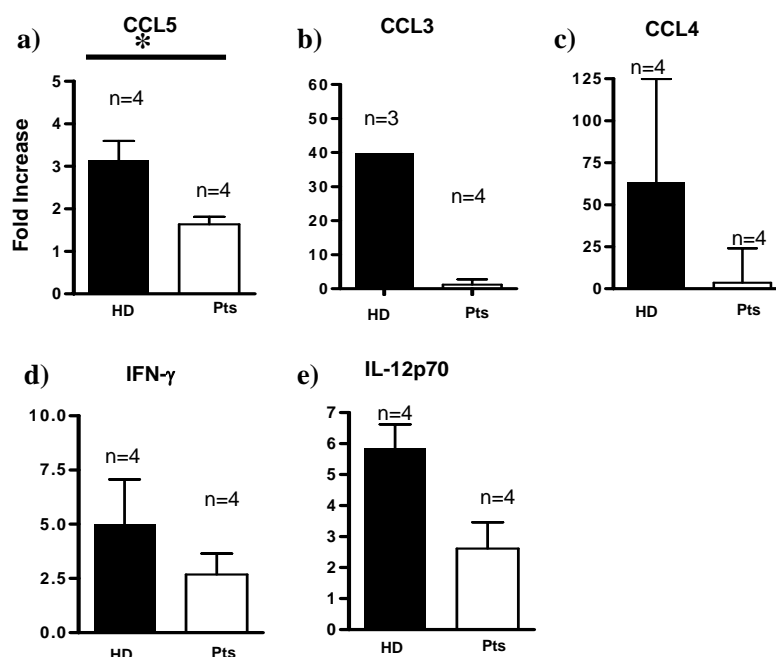 a)
CCL5
*
Fold Increase
5
4
3
2
1
0
n=4
n=4
HD
Pts
b)
CCL3
60
50
40
30
20
10
0
n=3
n=4
HD
Pts
c)
CCL4
125
100
75
50
25
0
n=4
n=4
HD
Pts
d)
IFN-γ
10.0
7.5
5.0
2.5
0.0
n=4
n=4
HD
Pts
e)
IL-12p70
7
6
5
4
3
2
1
0
n=4
n=4
HD
Pts